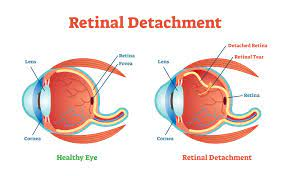 Retinal Detachment
Lens
Retina
Fovea
Cornea
Healthy Eye
Detached Retina
Retinal Tear
Lens
Retina
Cornea
Retinal Detachment